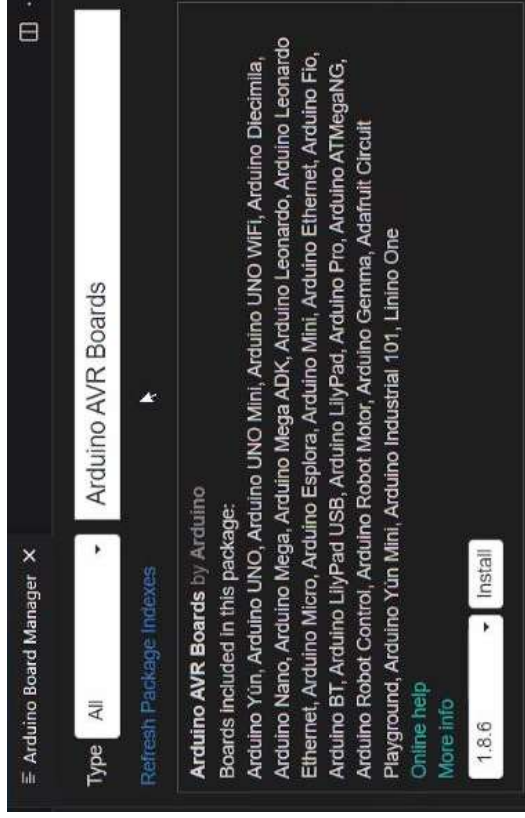 Arduino Board Manager
Type All Arduino AVR Boards
Refresh Package Indexes
Arduino AVR Boards by Arduino
Boards included in this package:
Arduino Yún, Arduino UNO, Arduino UNO Mini, Arduino UNO WiFi, Arduino Diecimila,
Arduino Nano, Arduino Mega, Arduino Mega ADK, Arduino Leonardo, Arduino Leonardo
Ethernet, Arduino Micro, Arduino Esplora, Arduino Mini, Arduino Ethernet, Arduino Fio,
Arduino BT, Arduino LilyPad USB, Arduino LilyPad, Arduino Pro, Arduino ATMegaNG,
Arduino Robot Control, Arduino Robot Motor, Arduino Gemma, Adafruit Circuit
Playground, Arduino Yún Mini, Arduino Industrial 101, Linino One
Online help
More info
1.8.6 Install